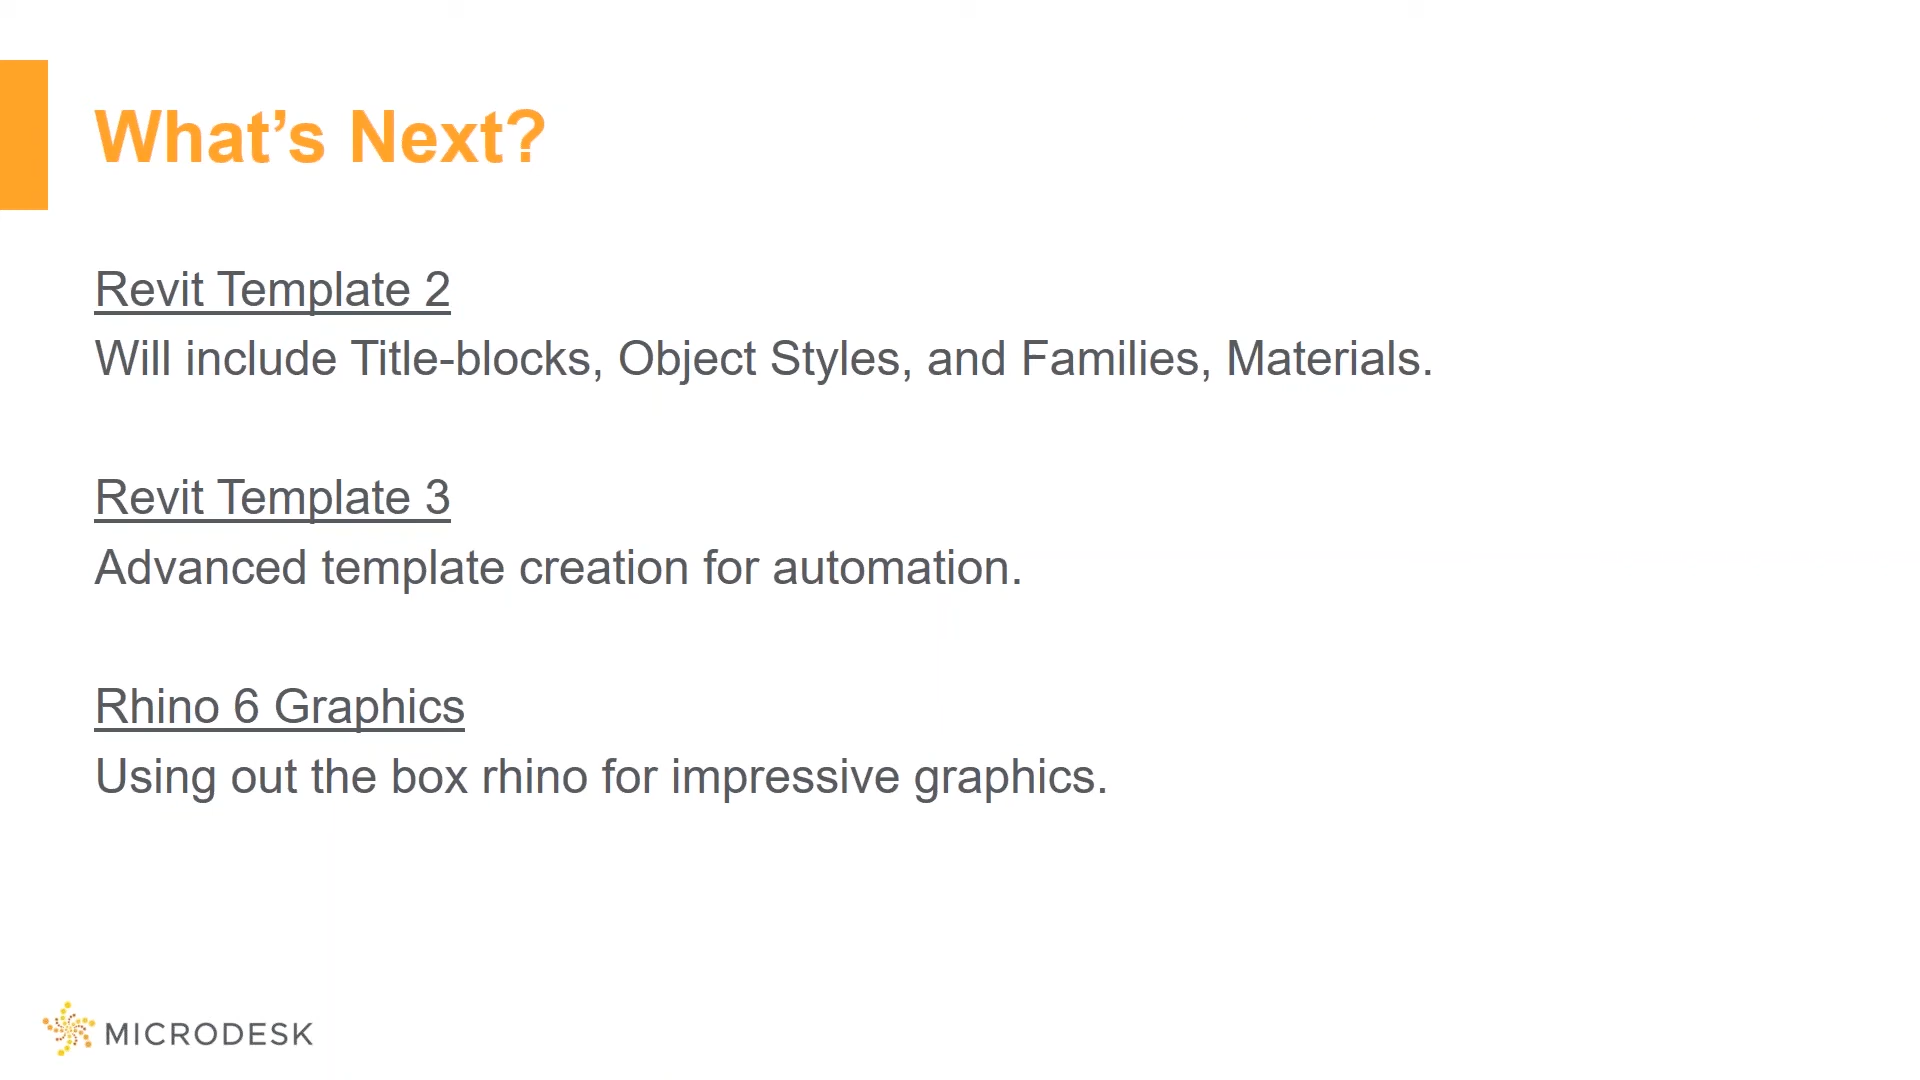 What’s Next?
Revit Template 2
Will include Title-blocks, Object Styles, and Families, Materials.
Revit Template 3
Advanced template creation for automation.
Rhino 6 Graphics
Using out the box rhino for impressive graphics.
MICRODESK